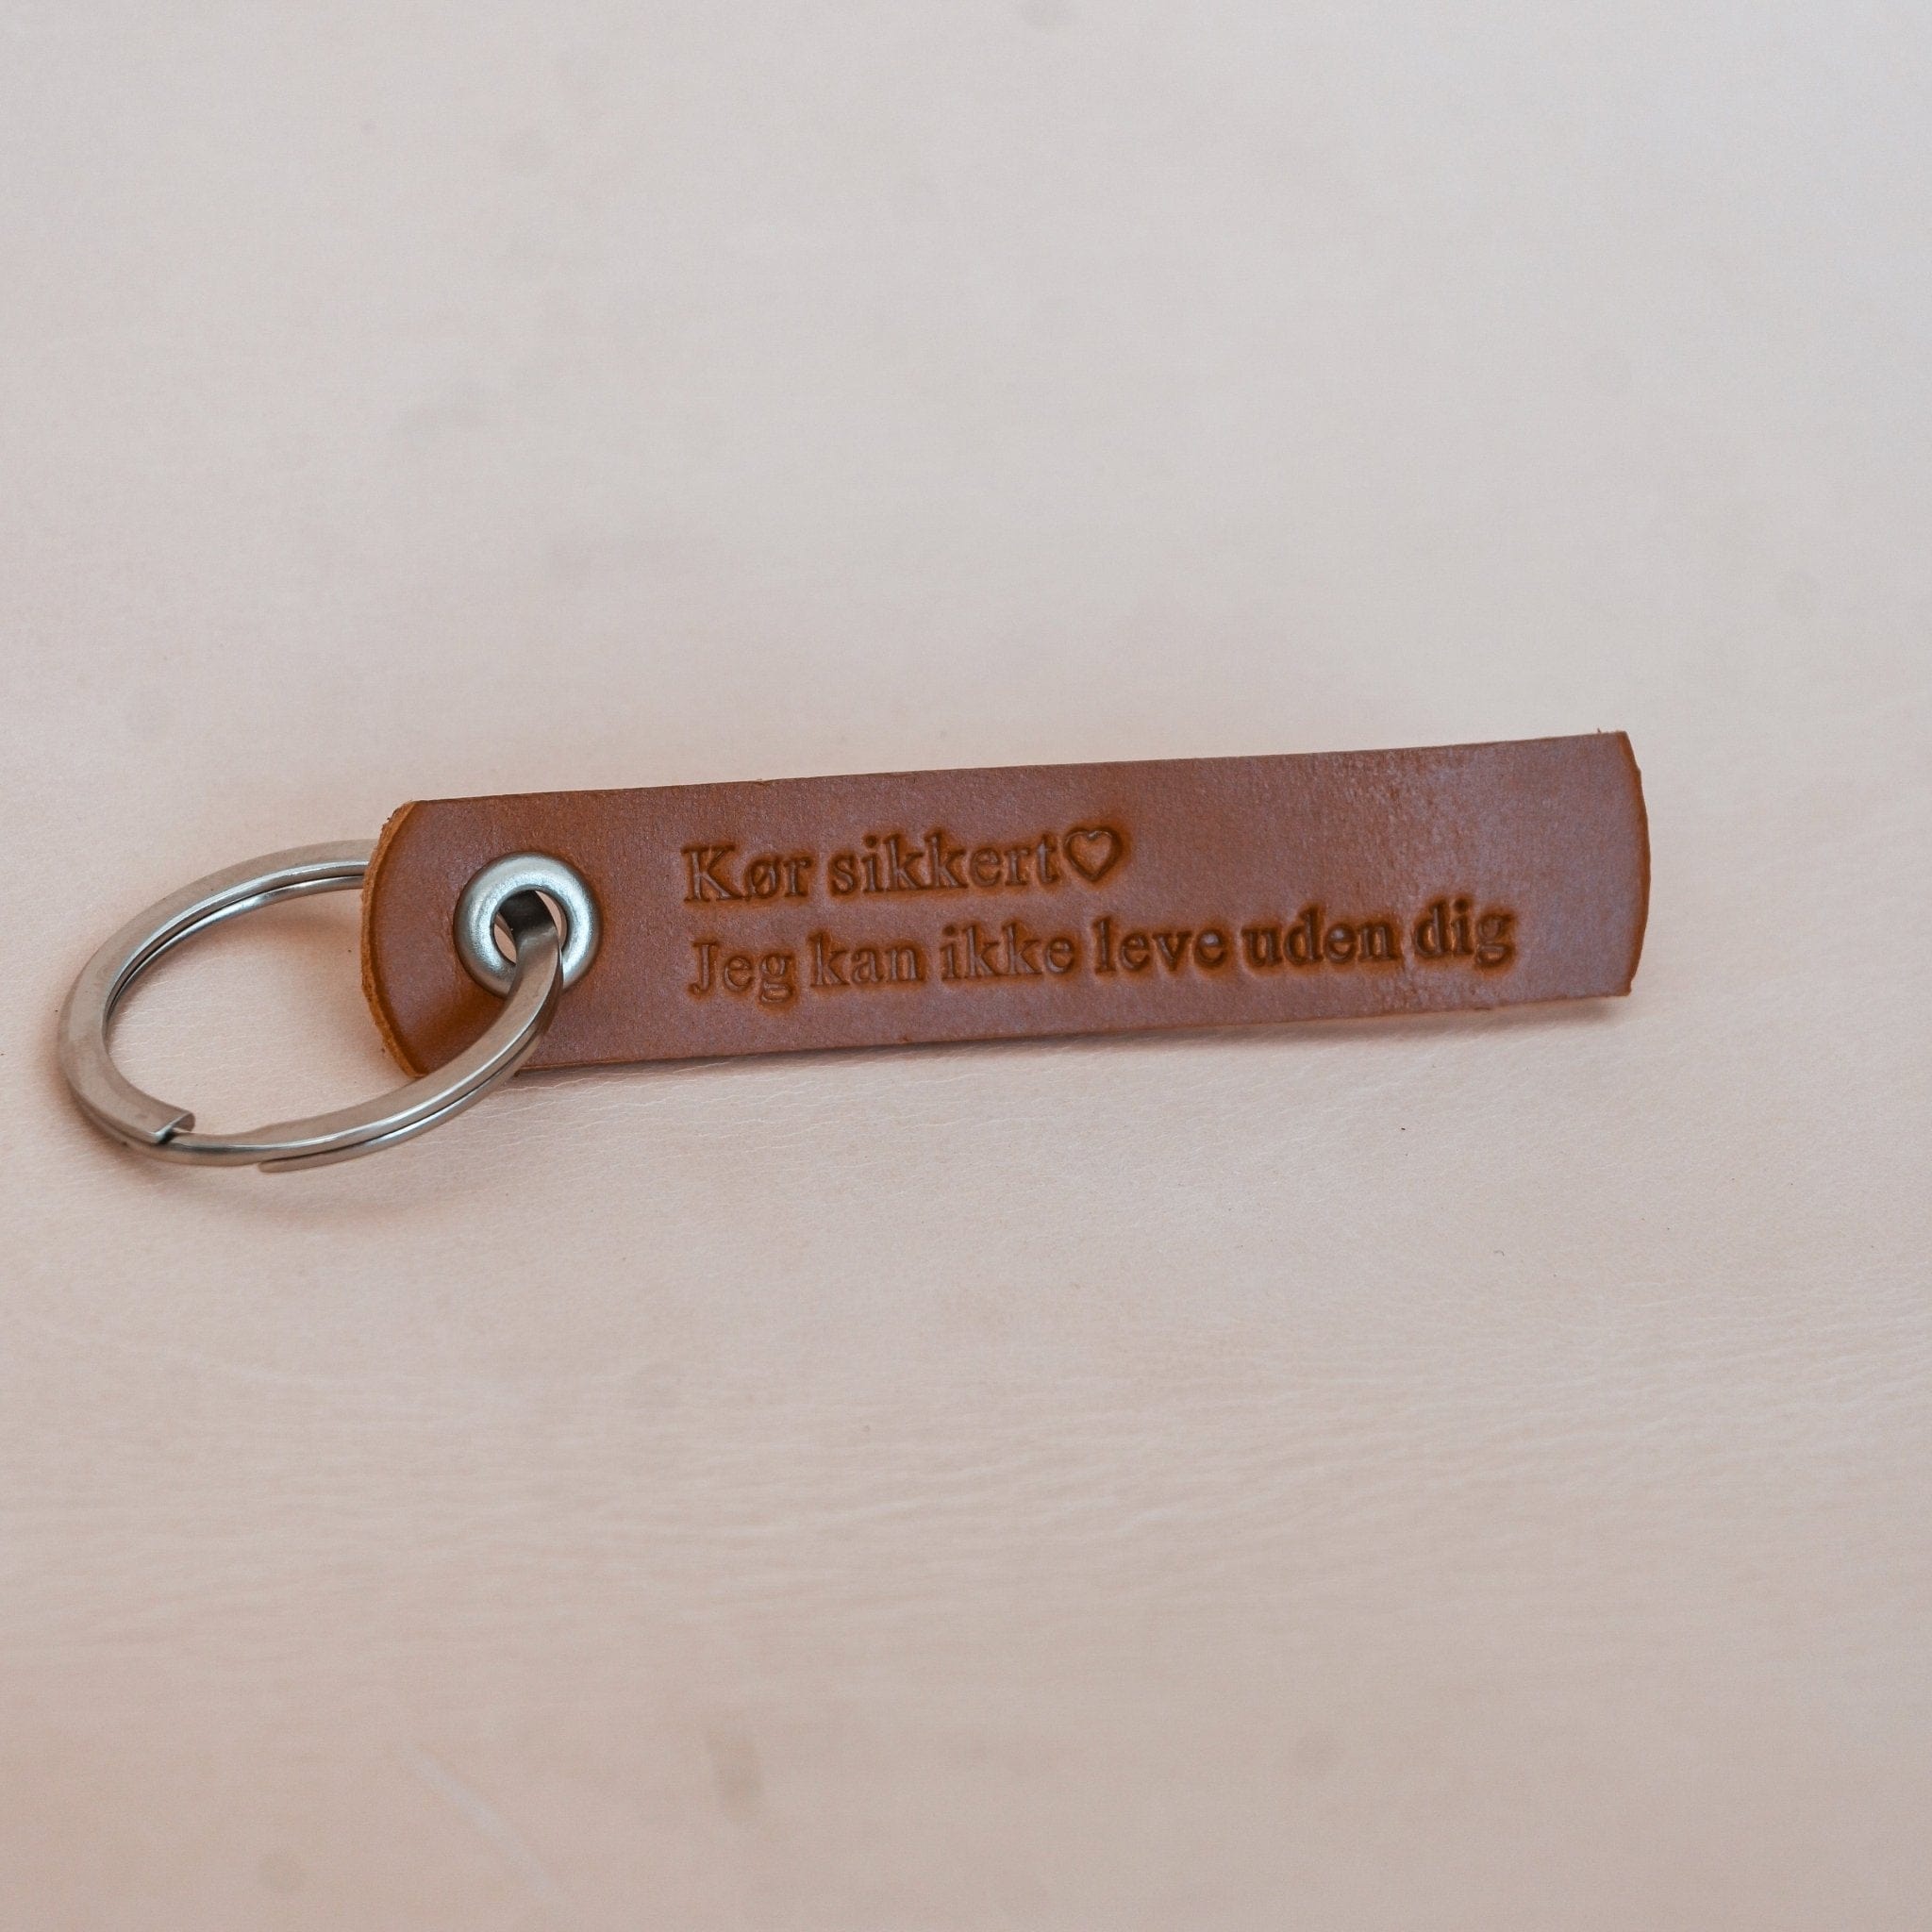 Kør sikkert♡
Jeg kan ikke leve uden dig